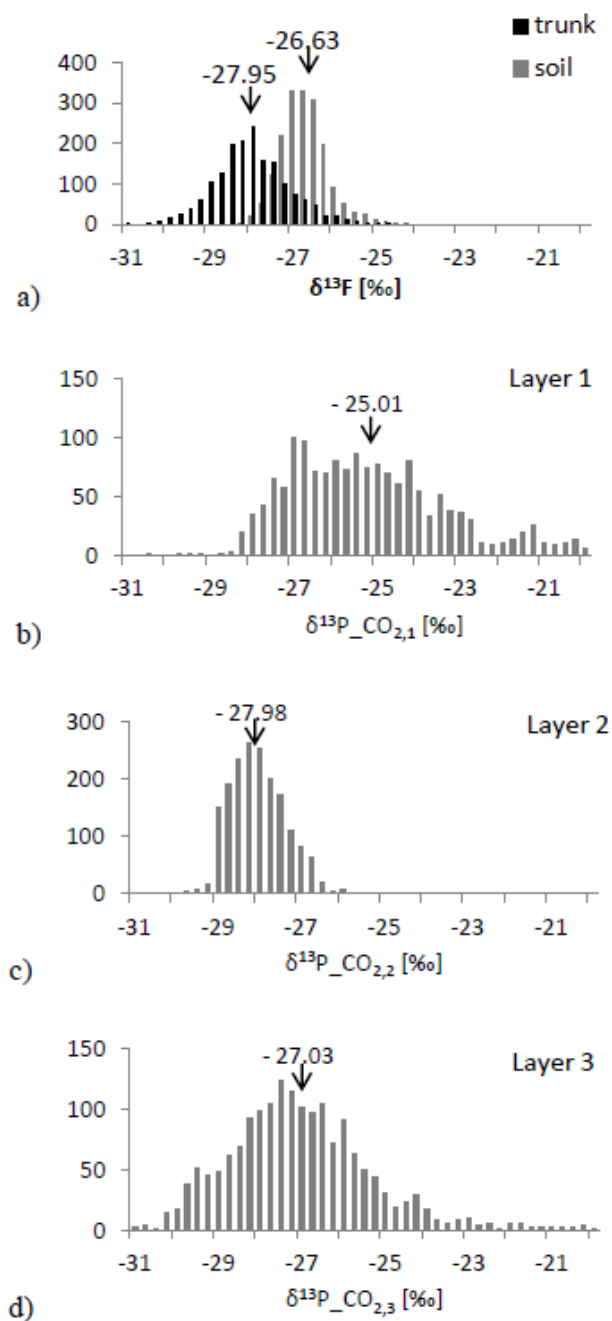 trunk
soil
-26.63
-27.95
400
300
200
100
0
-31 -29 -27 -25 -23 -21
δ¹³F [‰]
a)
Layer 1
- 25.01
150
100
50
0
-31 -29 -27 -25 -23 -21
δ¹³P_CO₂,₁ [‰]
b)
Layer 2
- 27.98
300
200
100
0
-31 -29 -27 -25 -23 -21
δ¹³P_CO₂,₂ [‰]
c)
Layer 3
- 27.03
150
100
50
0
-31 -29 -27 -25 -23 -21
δ¹³P_CO₂,₃ [‰]
d)